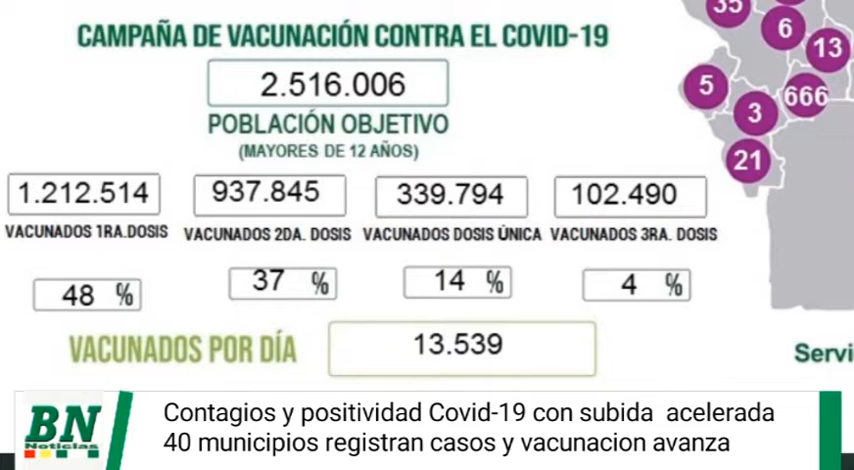 CAMPAÑA DE VACUNACIÓN CONTRA EL COVID-19
2.516.006
POBLACIÓN OBJETIVO
(MAYORES DE 12 AÑOS)
1.212.514 937.845 339.794 102.490
VACUNADOS 1RA.DOSIS VACUNADOS 2DA. DOSIS VACUNADOS DOSIS ÚNICA VACUNADOS 3RA. DOSIS
48 % 37 % 14 % 4 %
VACUNADOS POR DÍA 13.539
35
6
13
5
666
3
21
Servi
BN
Noticias
Contagios y positividad Covid-19 con subida acelerada
40 municipios registran casos y vacunacion avanza